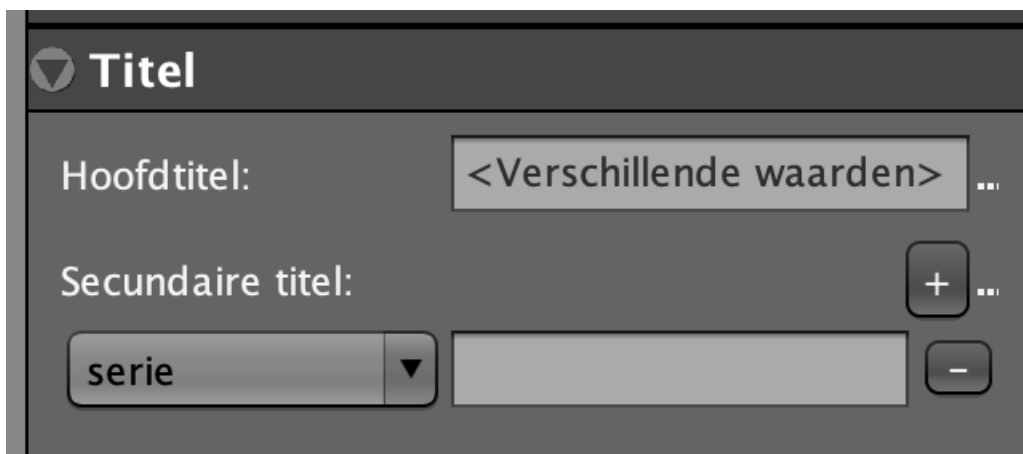 Titel
Hoofdtitel: <Verschillende waarden> ...
Secundaire titel: + ...
serie -